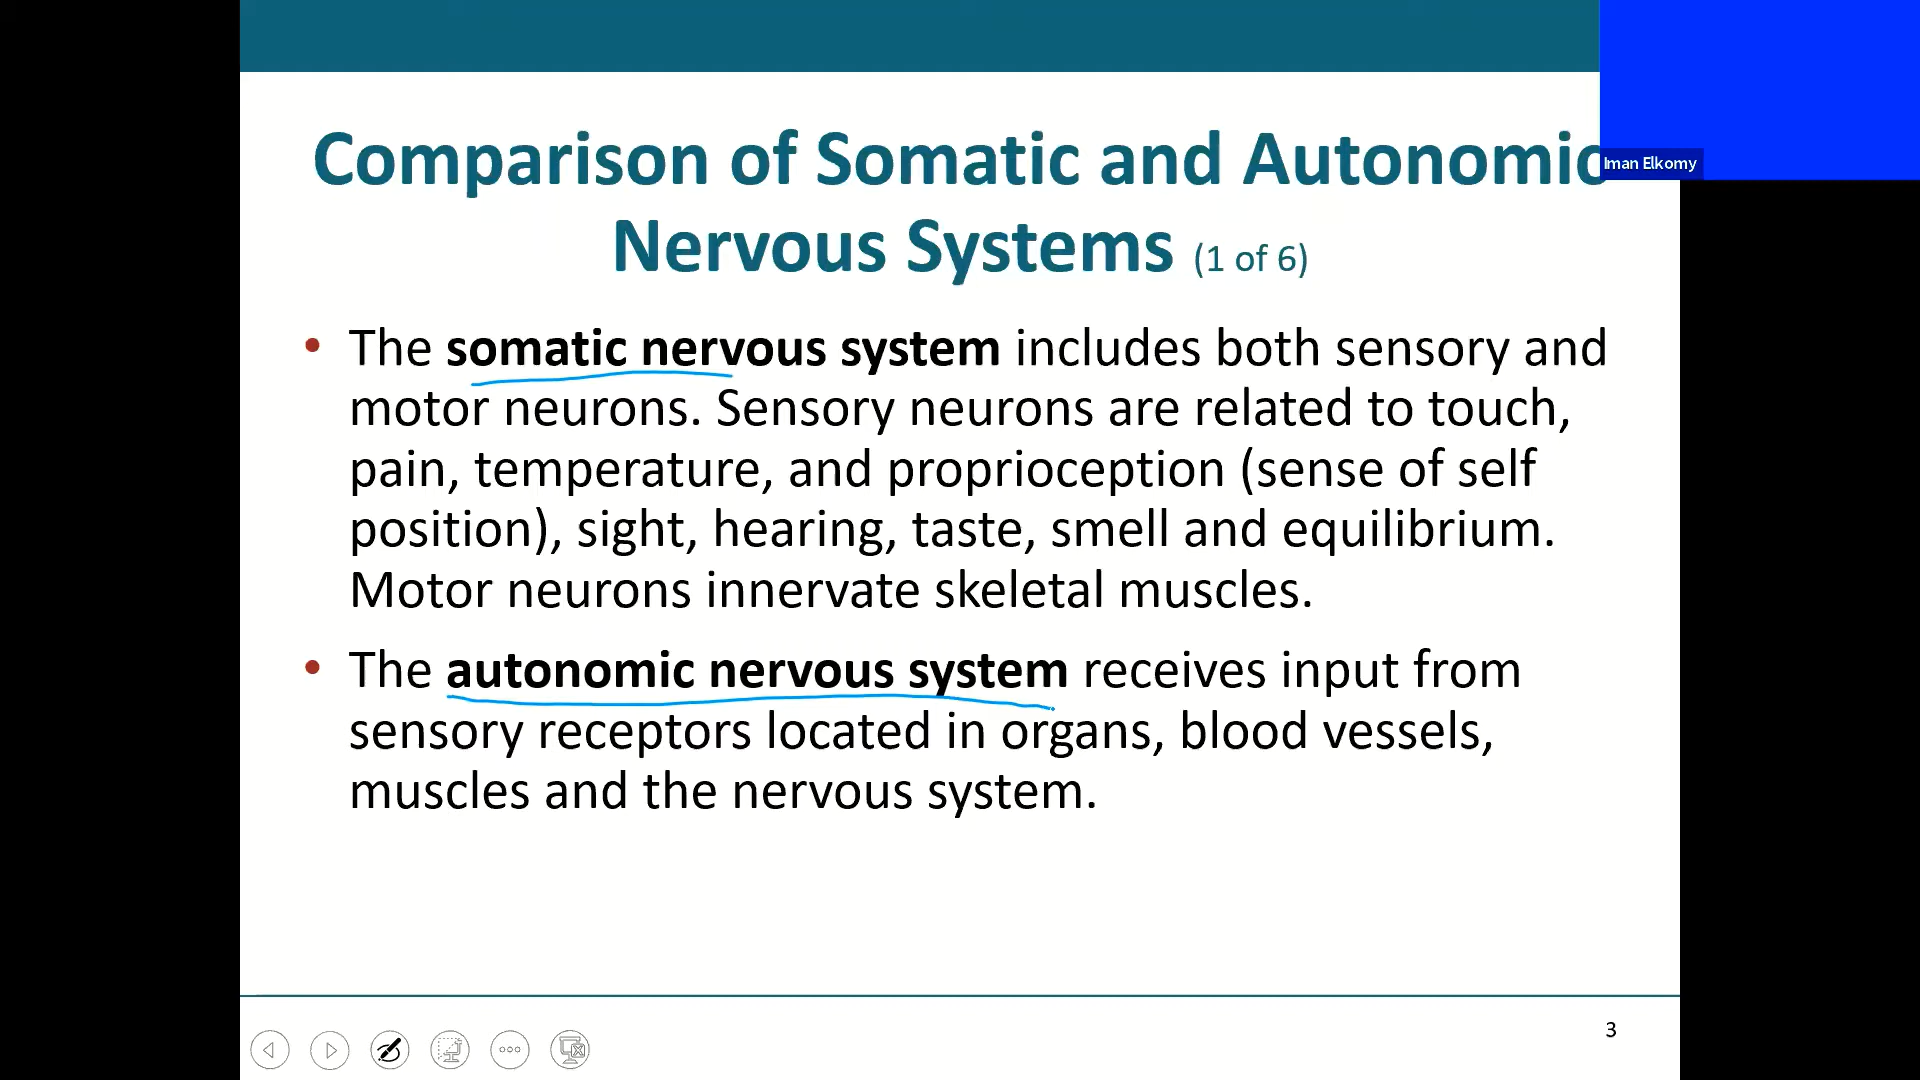 Comparison of Somatic and Autonomic
Iman Elkomy
Nervous Systems (1 of 6)
• The somatic nervous system includes both sensory and
motor neurons. Sensory neurons are related to touch,
pain, temperature, and proprioception (sense of self
position), sight, hearing, taste, smell and equilibrium.
Motor neurons innervate skeletal muscles.
• The autonomic nervous system receives input from
sensory receptors located in organs, blood vessels,
muscles and the nervous system.
3